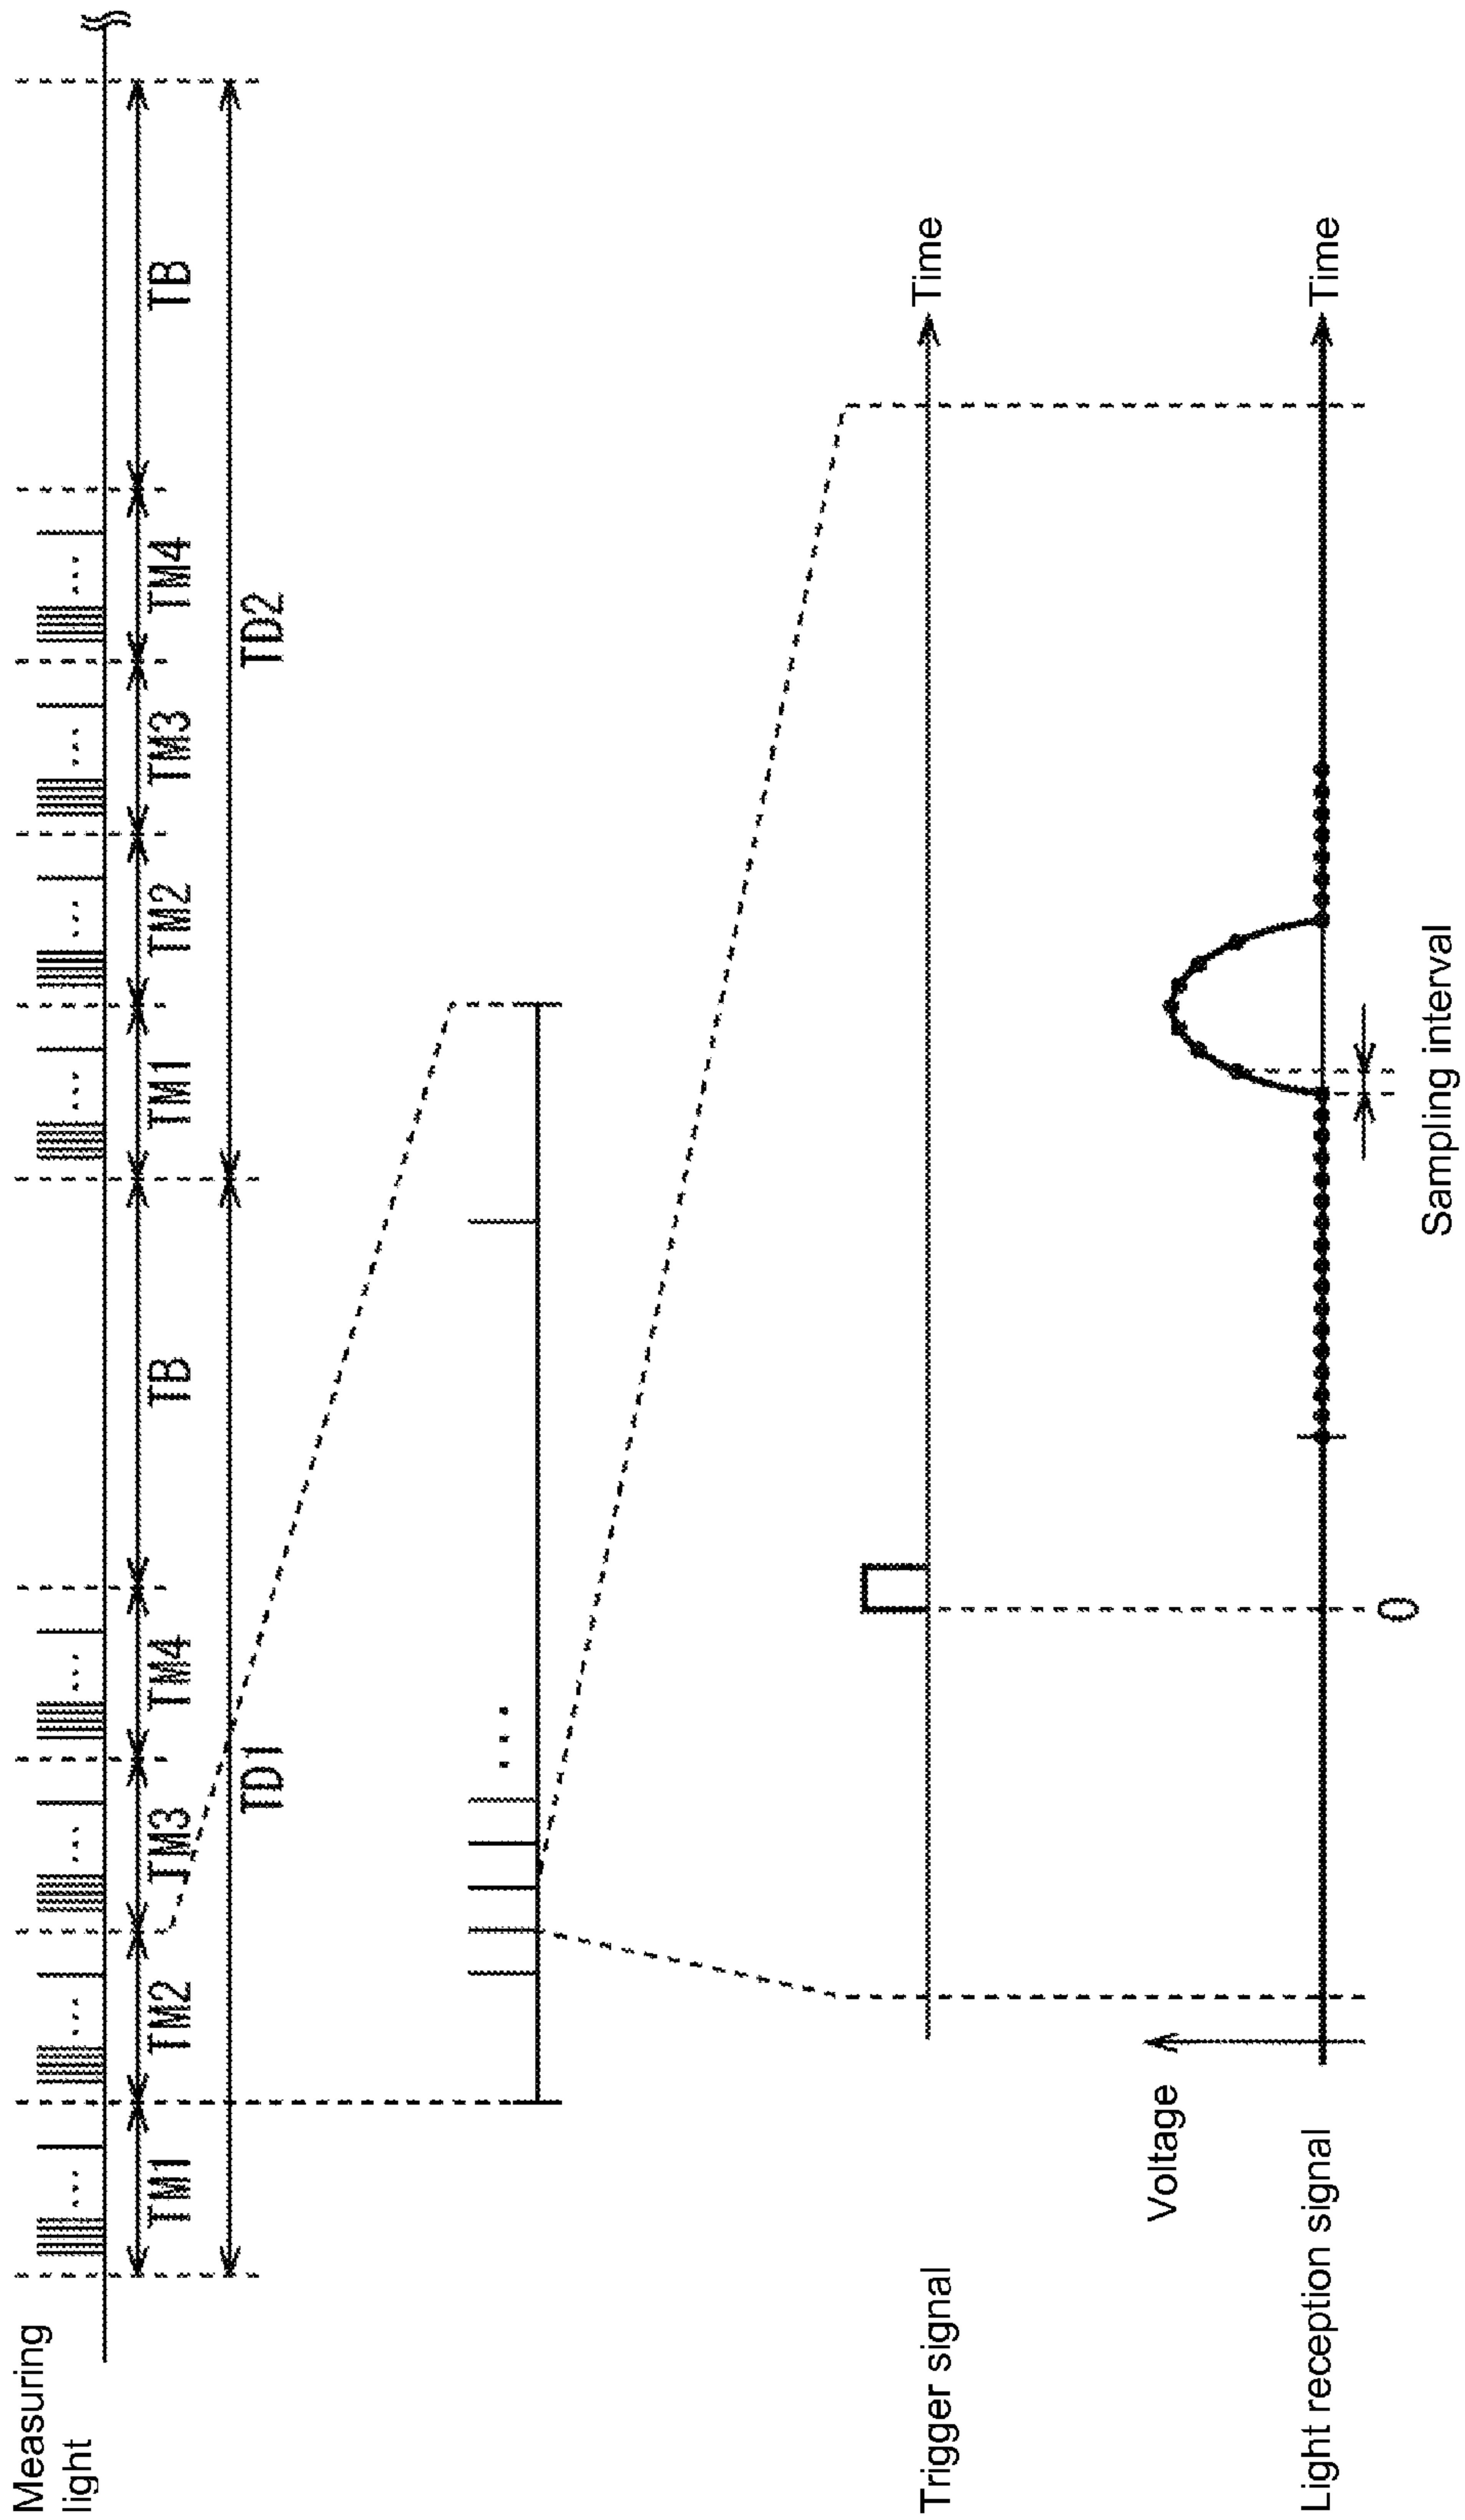 Measuring
light
TM1 TM2 TM3 TM4 TB TM1 TM2 TM3 TM4 TB
TD1 TD2
Trigger signal
Time
Voltage
Light reception signal
Time
0
Sampling interval